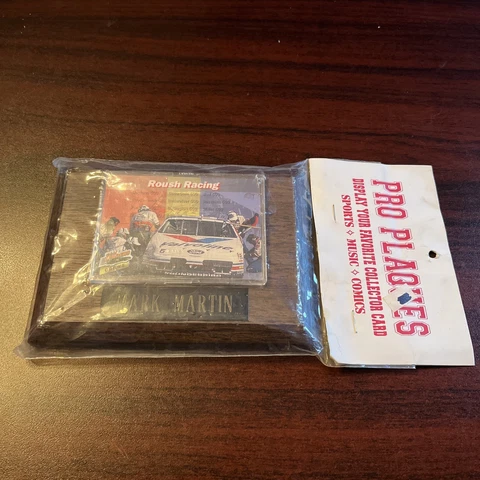 Roush Racing
MARK MARTIN
PRO PLAQUES
DISPLAY YOUR FAVORITE COLLECTOR CARD
SPORTS ✧ MUSIC ✧ COMICS